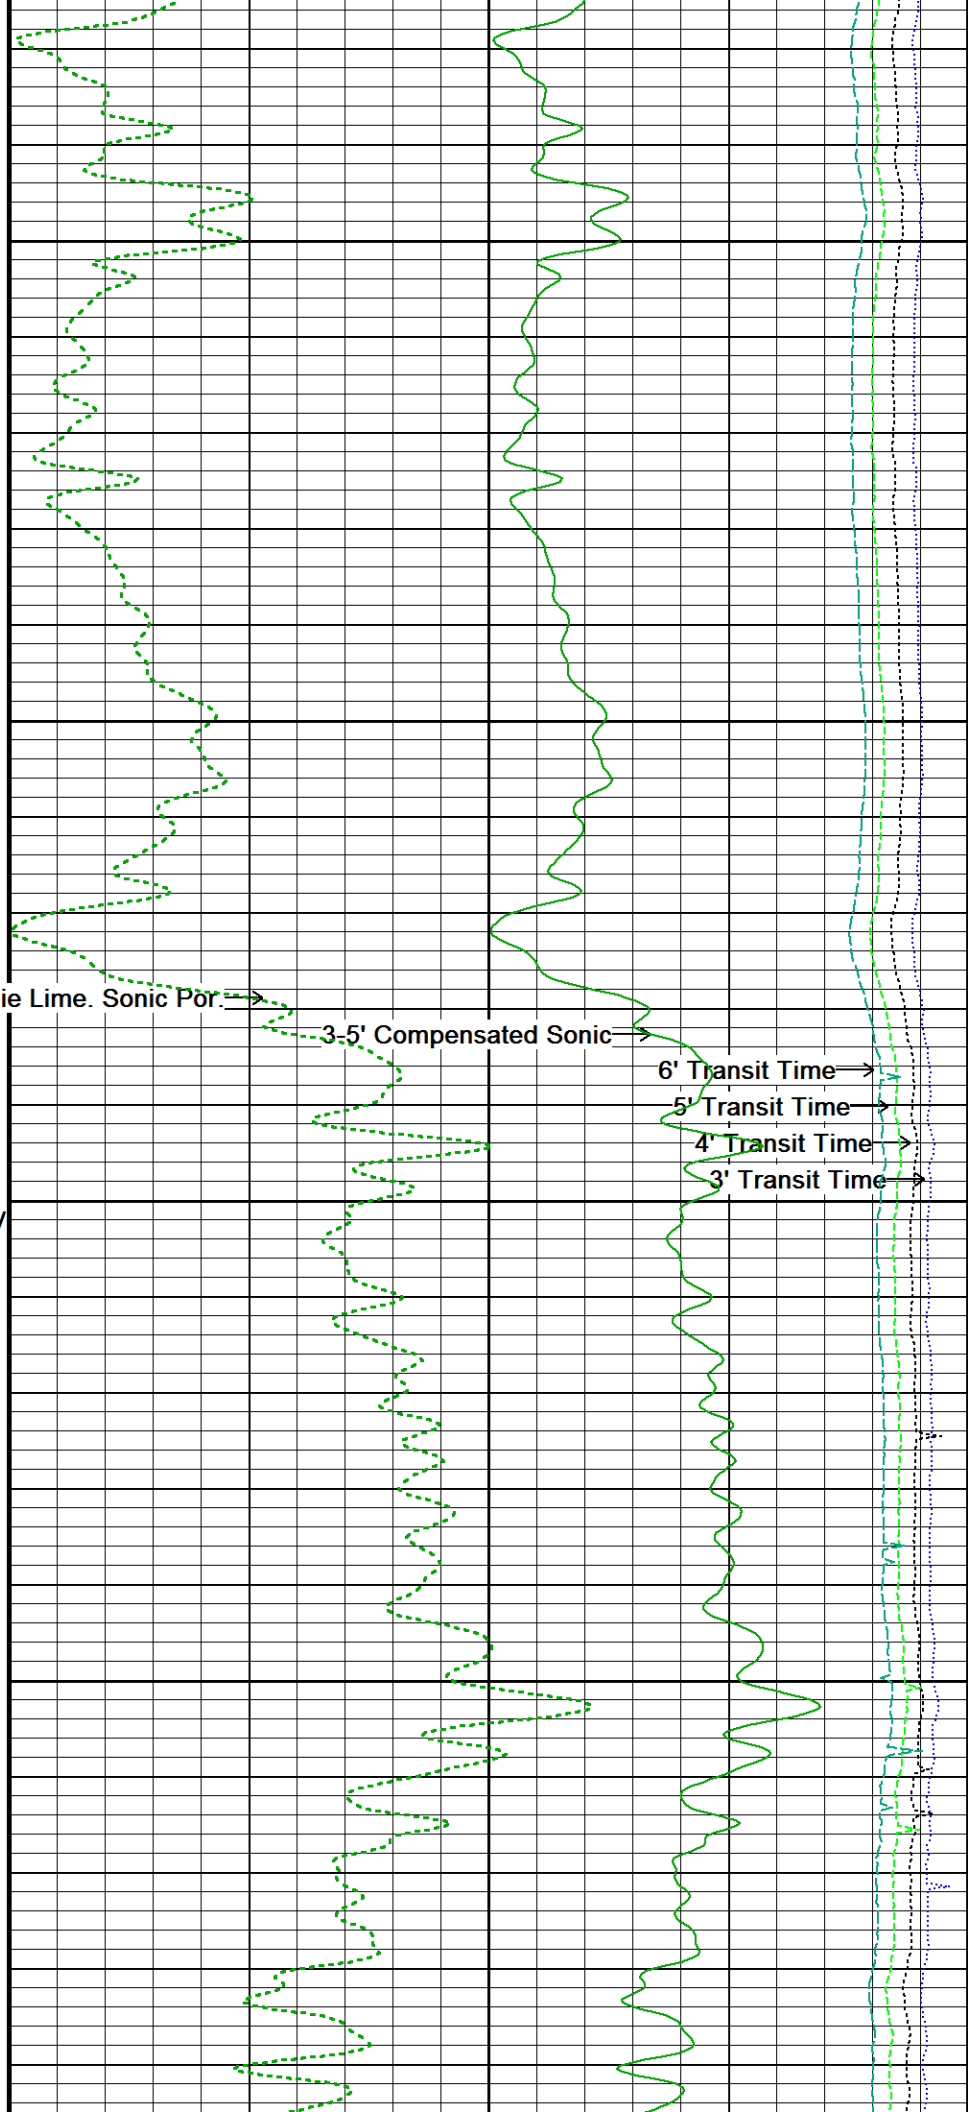 ie Lime. Sonic Por.
3-5' Compensated Sonic
6' Transit Time
5' Transit Time
4' Transit Time
3' Transit Time